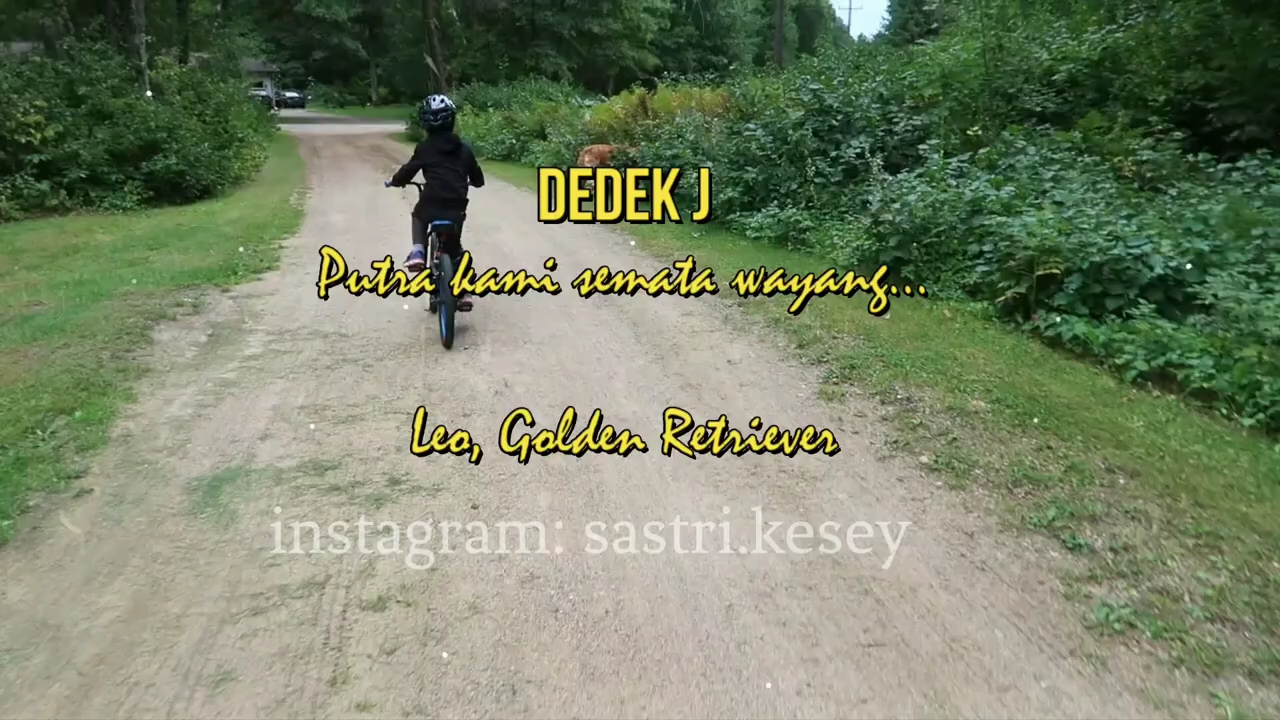 DEDEK J
Putra kami semata wayang...
Leo, Golden Retriever
instagram: sastri.kesey